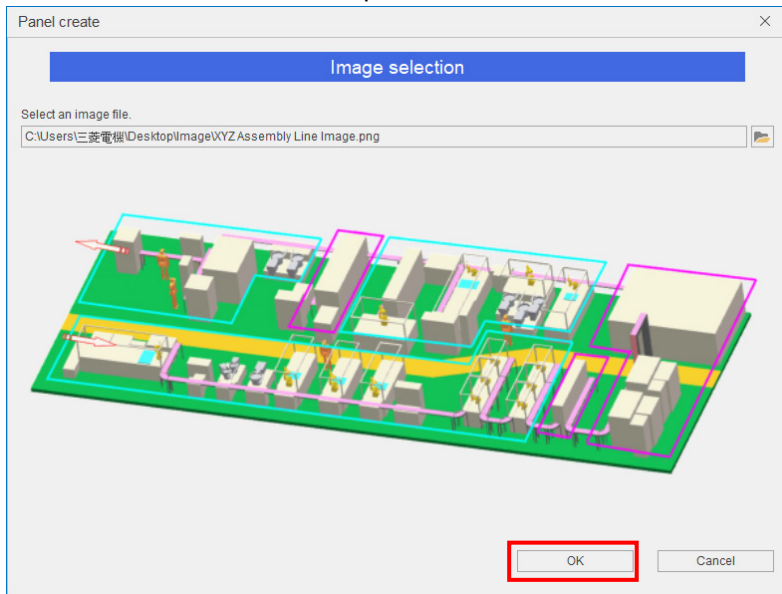 Panel create
Image selection
Select an image file.
C:\Users\三菱電機\Desktop\Image\XYZ Assembly Line Image.png
OK
Cancel